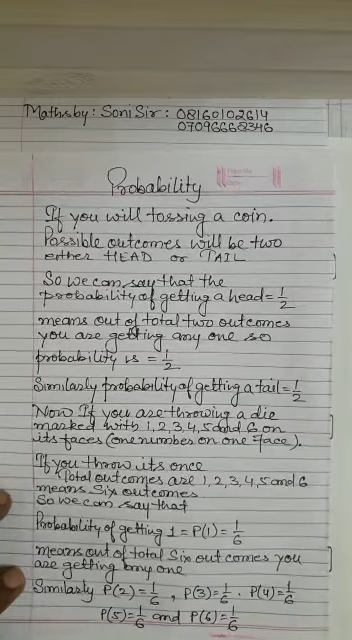 Maths by: Soni Sir: 08160102614
07096668346
Probability
If you will tossing a coin.
Possible outcomes will be two
either HEAD or TAIL
So we can say that the
probability of getting a head = 1/2
means out of total two outcomes
you are getting any one so
probability is = 1/2
Similarly probability of getting a tail = 1/2
Now If you are throwing a die
marked with 1, 2, 3, 4, 5 and 6 on
its faces (one number on one face).
If you throw its once
Total outcomes are 1, 2, 3, 4, 5 and 6
means Six outcomes
So we can say that
Probability of getting 1 = P(1) = 1/6
means out of total Six outcomes you
are getting any one
Similarly P(2) = 1/6, P(3) = 1/6. P(4) = 1/6
P(5) = 1/6 and P(6) = 1/6